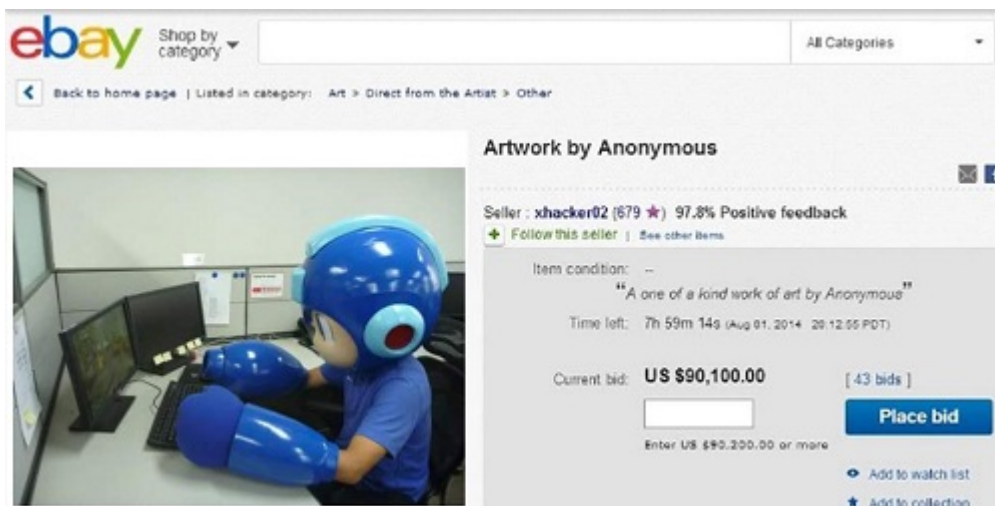 ebay
Shop by
category
All Categories
Back to home page | Listed in category: Art > Direct from the Artist > Other
Artwork by Anonymous
Seller : xhacker02 (679 ★) 97.8% Positive feedback
Follow this seller | See other items
Item condition: --
"A one of a kind work of art by Anonymous"
Time left: 7h 59m 14s (Aug 01, 2014 20:12:55 PDT)
Current bid: US $90,100.00 [ 43 bids ]
Place bid
Enter US $90,200.00 or more
Add to watch list
Add to collection